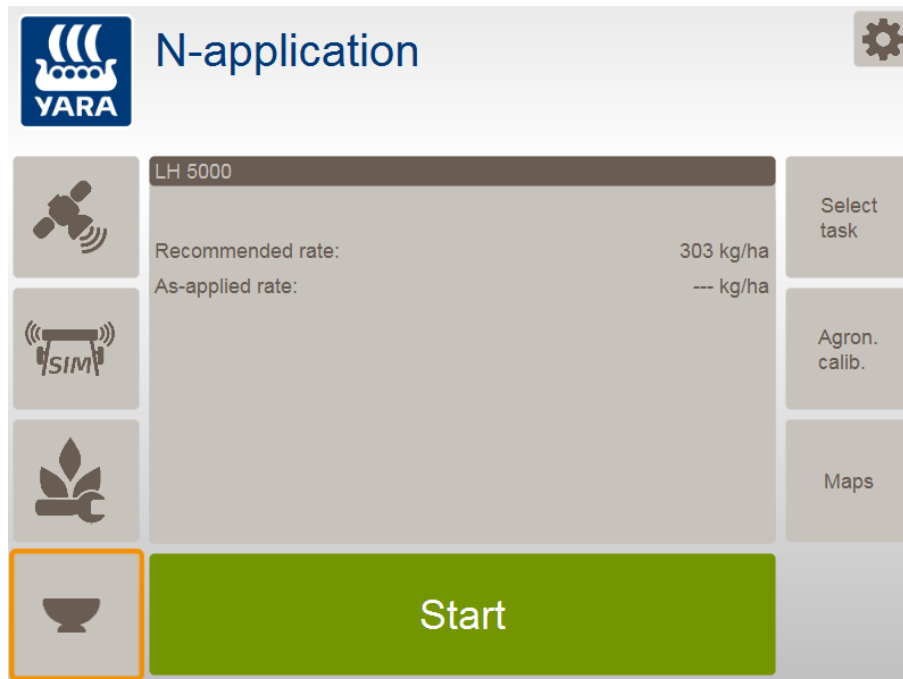 YARA
N-application
LH 5000
Recommended rate: 303 kg/ha
As-applied rate: --- kg/ha
SIM
Select
task
Agron.
calib.
Maps
Start